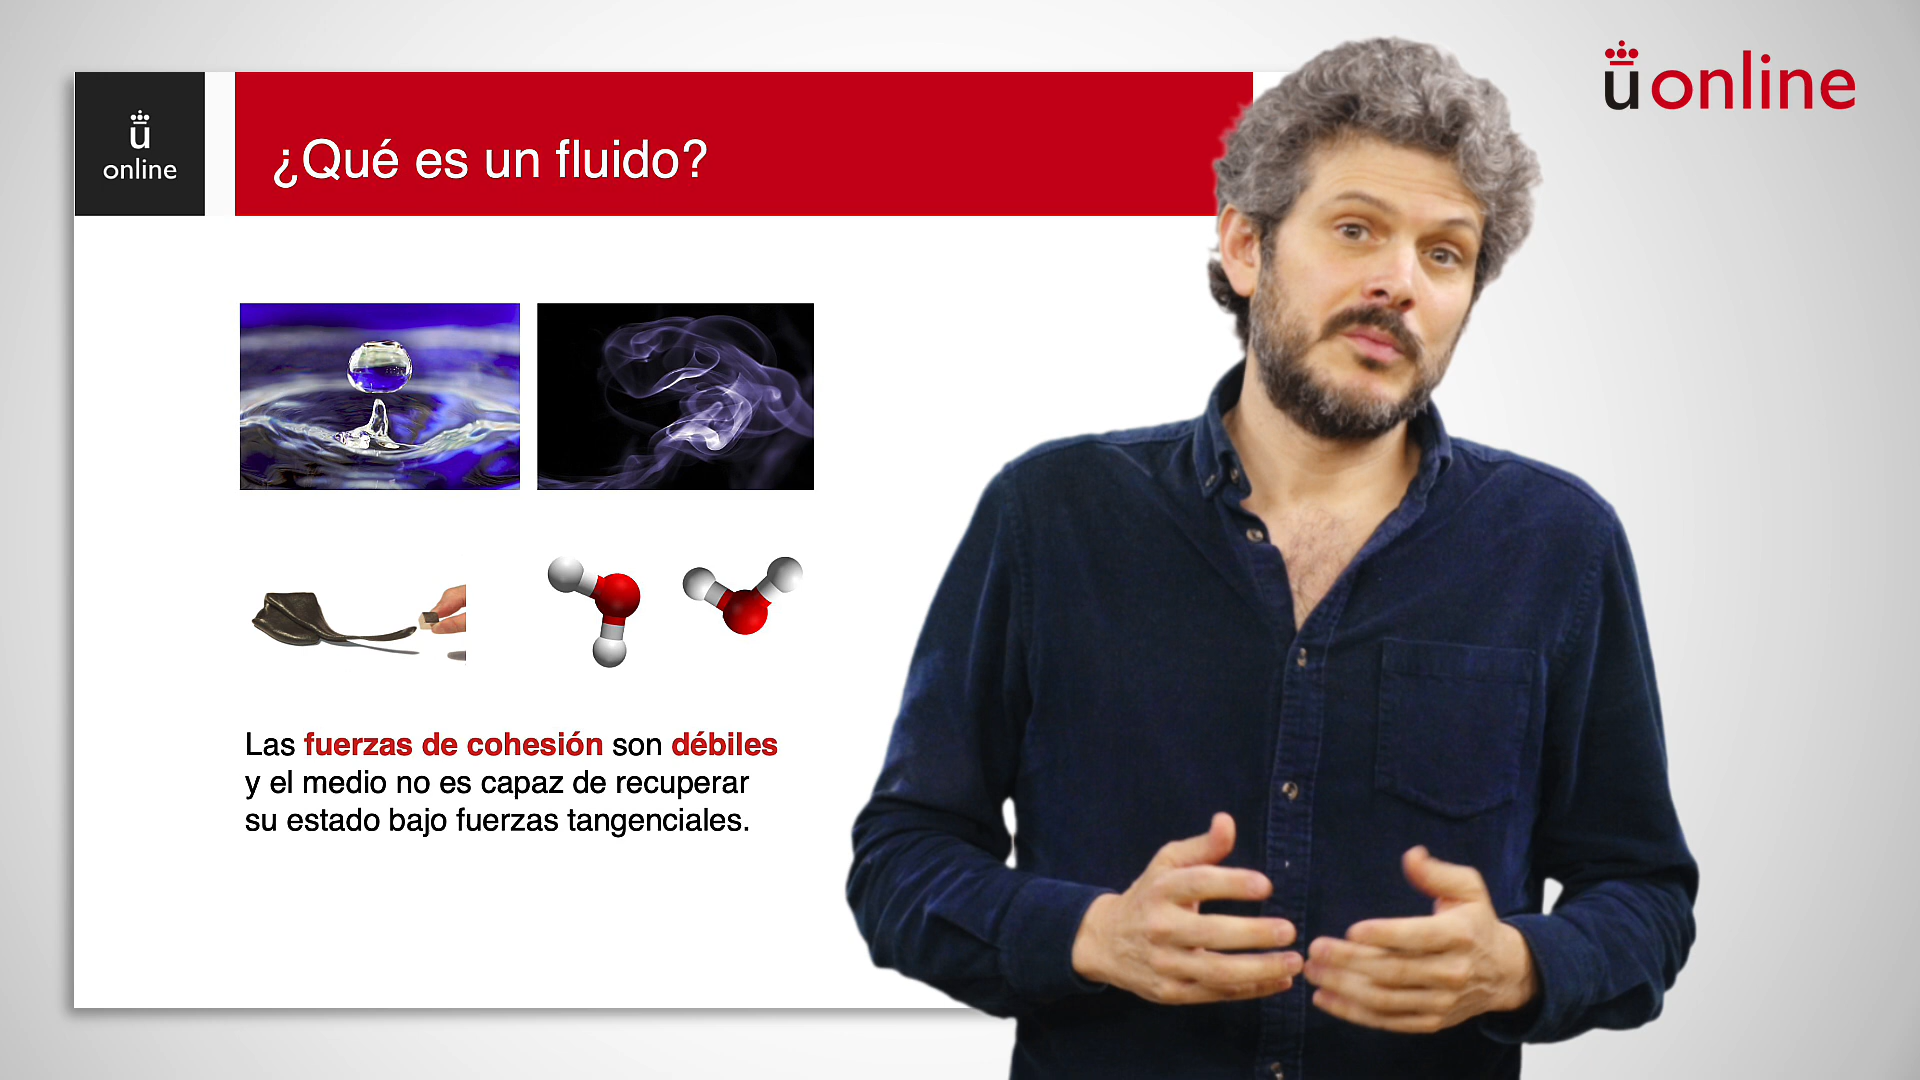 ü
online
¿Qué es un fluido?
üonline
Las fuerzas de cohesión son débiles
y el medio no es capaz de recuperar
su estado bajo fuerzas tangenciales.